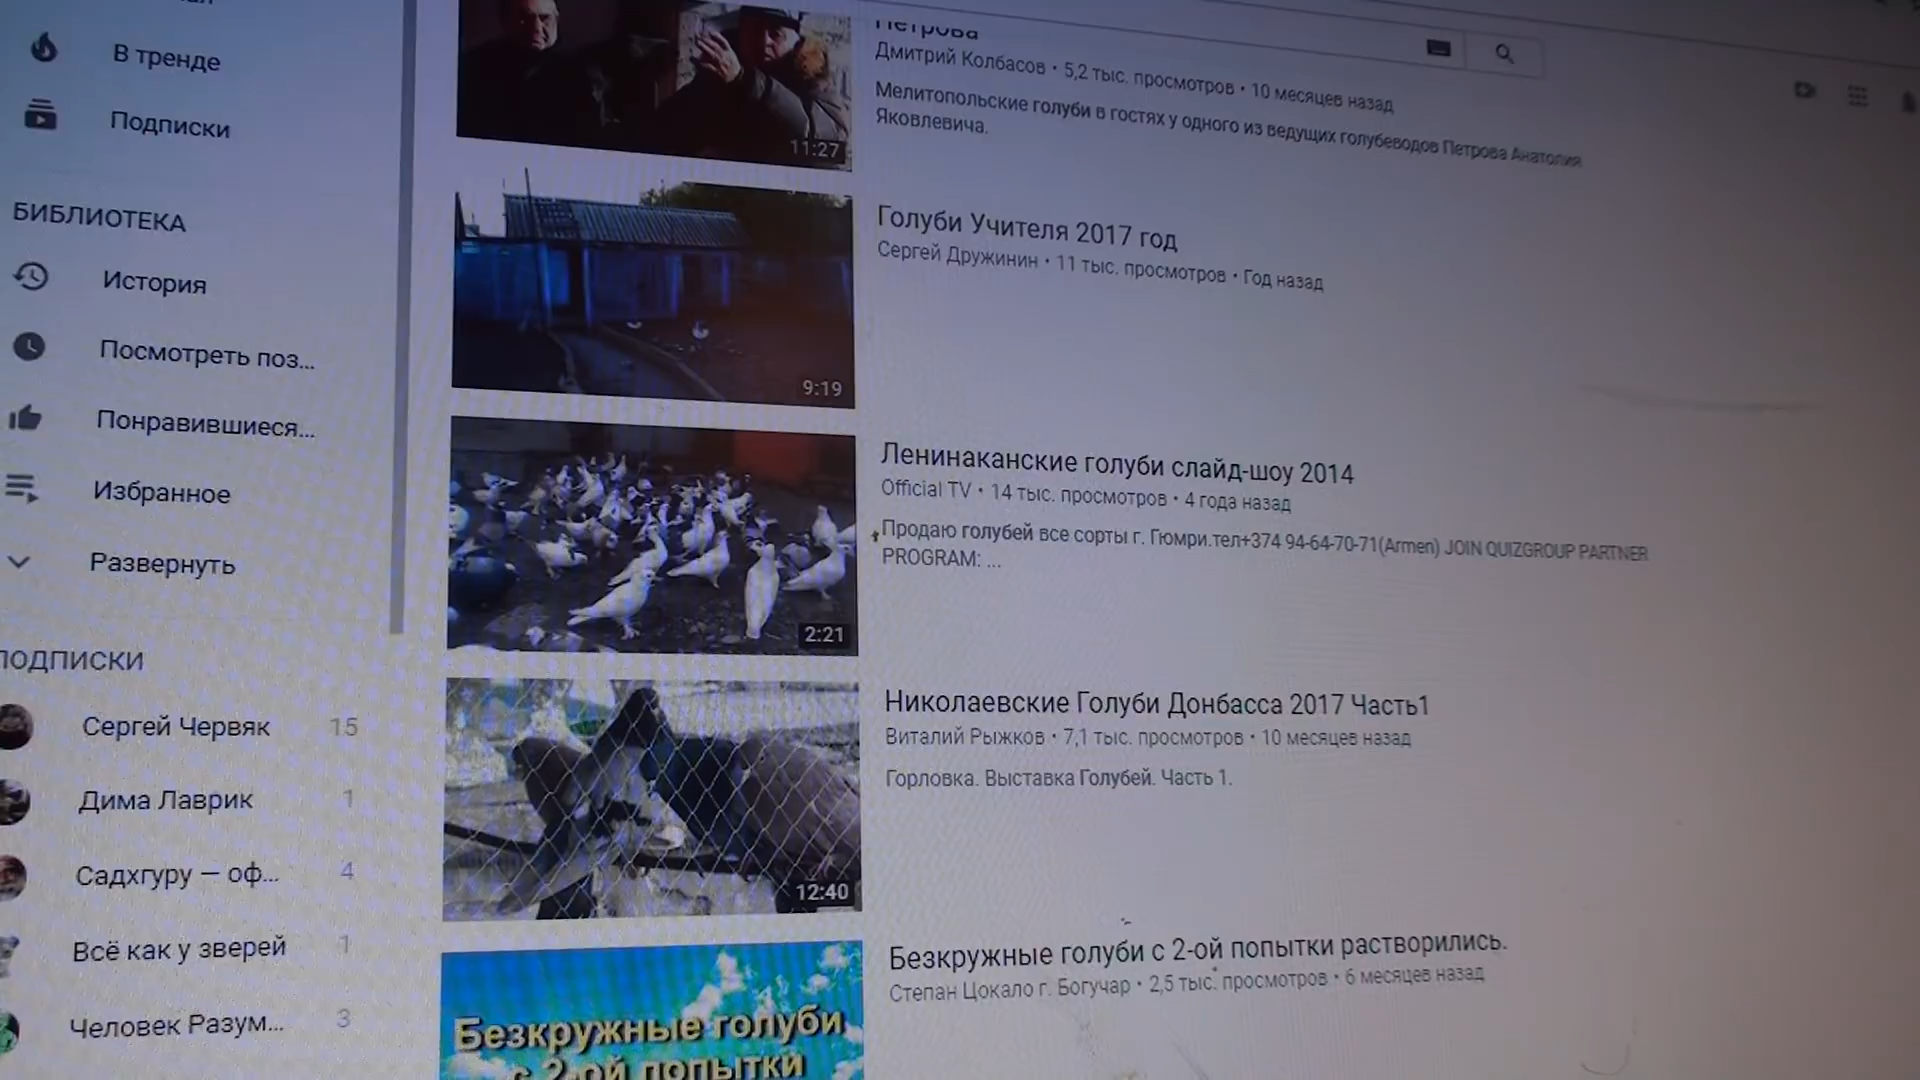 В тренде
Подписки
БИБЛИОТЕКА
История
Посмотреть поз...
Понравившиеся...
Избранное
Развернуть
ПОДПИСКИ
Сергей Червяк 15
Дима Лаврик 1
Садхгуру — оф... 4
Всё как у зверей 1
Человек Разум... 3
11:27
Петрова
Дмитрий Колбасов • 5,2 тыс. просмотров • 10 месяцев назад
Мелитопольские голуби в гостях у одного из ведущих голубеводов Петрова Анатолия
Яковлевича.
9:19
Голуби Учителя 2017 год
Сергей Дружинин • 11 тыс. просмотров • Год назад
2:21
Ленинаканские голуби слайд-шоу 2014
Official TV • 14 тыс. просмотров • 4 года назад
Продаю голубей все сорты г. Гюмри.тел+374 94-64-70-71(Armen) JOIN QUIZGROUP PARTNER
PROGRAM: ...
12:40
Николаевские Голуби Донбасса 2017 Часть1
Виталий Рыжков • 7,1 тыс. просмотров • 10 месяцев назад
Горловка. Выставка Голубей. Часть 1.
Безкружные голуби
с 2-ой попытки
Безкружные голуби с 2-ой попытки растворились.
Степан Цокало г. Богучар • 2,5 тыс. просмотров • 6 месяцев назад